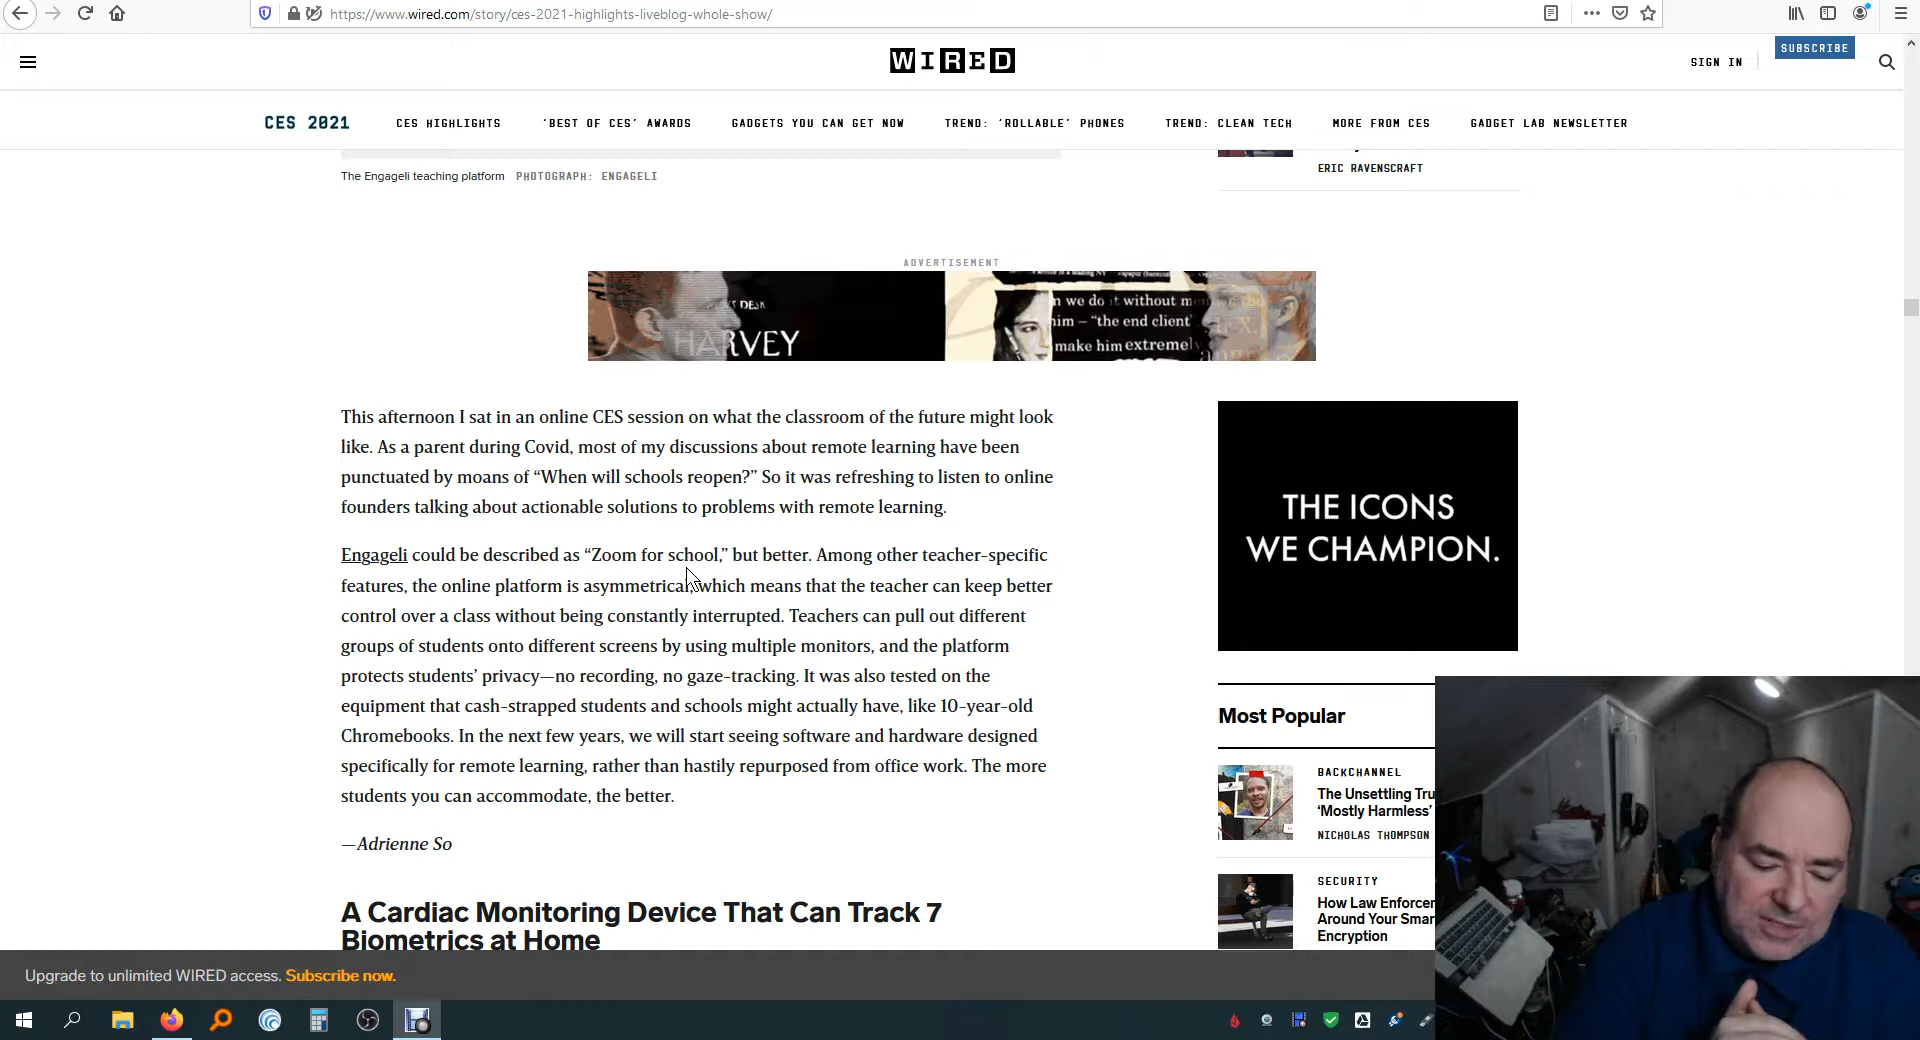 https://www.wired.com/story/ces-2021-highlights-liveblog-whole-show/
WIRED
SIGN IN
SUBSCRIBE
CES 2021
CES HIGHLIGHTS
'BEST OF CES' AWARDS
GADGETS YOU CAN GET NOW
TREND: 'ROLLABLE' PHONES
TREND: CLEAN TECH
MORE FROM CES
GADGET LAB NEWSLETTER
The Engageli teaching platform PHOTOGRAPH: ENGAGELI
ERIC RAVENSCRAFT
ADVERTISEMENT
DESK
HARVEY
n we do it without
him – "the end client'
make him extremely
This afternoon I sat in an online CES session on what the classroom of the future might look
like. As a parent during Covid, most of my discussions about remote learning have been
punctuated by moans of “When will schools reopen?” So it was refreshing to listen to online
founders talking about actionable solutions to problems with remote learning.
Engageli could be described as “Zoom for school,” but better. Among other teacher-specific
features, the online platform is asymmetrical, which means that the teacher can keep better
control over a class without being constantly interrupted. Teachers can pull out different
groups of students onto different screens by using multiple monitors, and the platform
protects students’ privacy—no recording, no gaze-tracking. It was also tested on the
equipment that cash-strapped students and schools might actually have, like 10-year-old
Chromebooks. In the next few years, we will start seeing software and hardware designed
specifically for remote learning, rather than hastily repurposed from office work. The more
students you can accommodate, the better.
—Adrienne So
A Cardiac Monitoring Device That Can Track 7
Biometrics at Home
THE ICONS
WE CHAMPION.
Most Popular
BACKCHANNEL
The Unsettling Tru
‘Mostly Harmless’
NICHOLAS THOMPSON
SECURITY
How Law Enforcer
Around Your Smar
Encryption
Upgrade to unlimited WIRED access. Subscribe now.